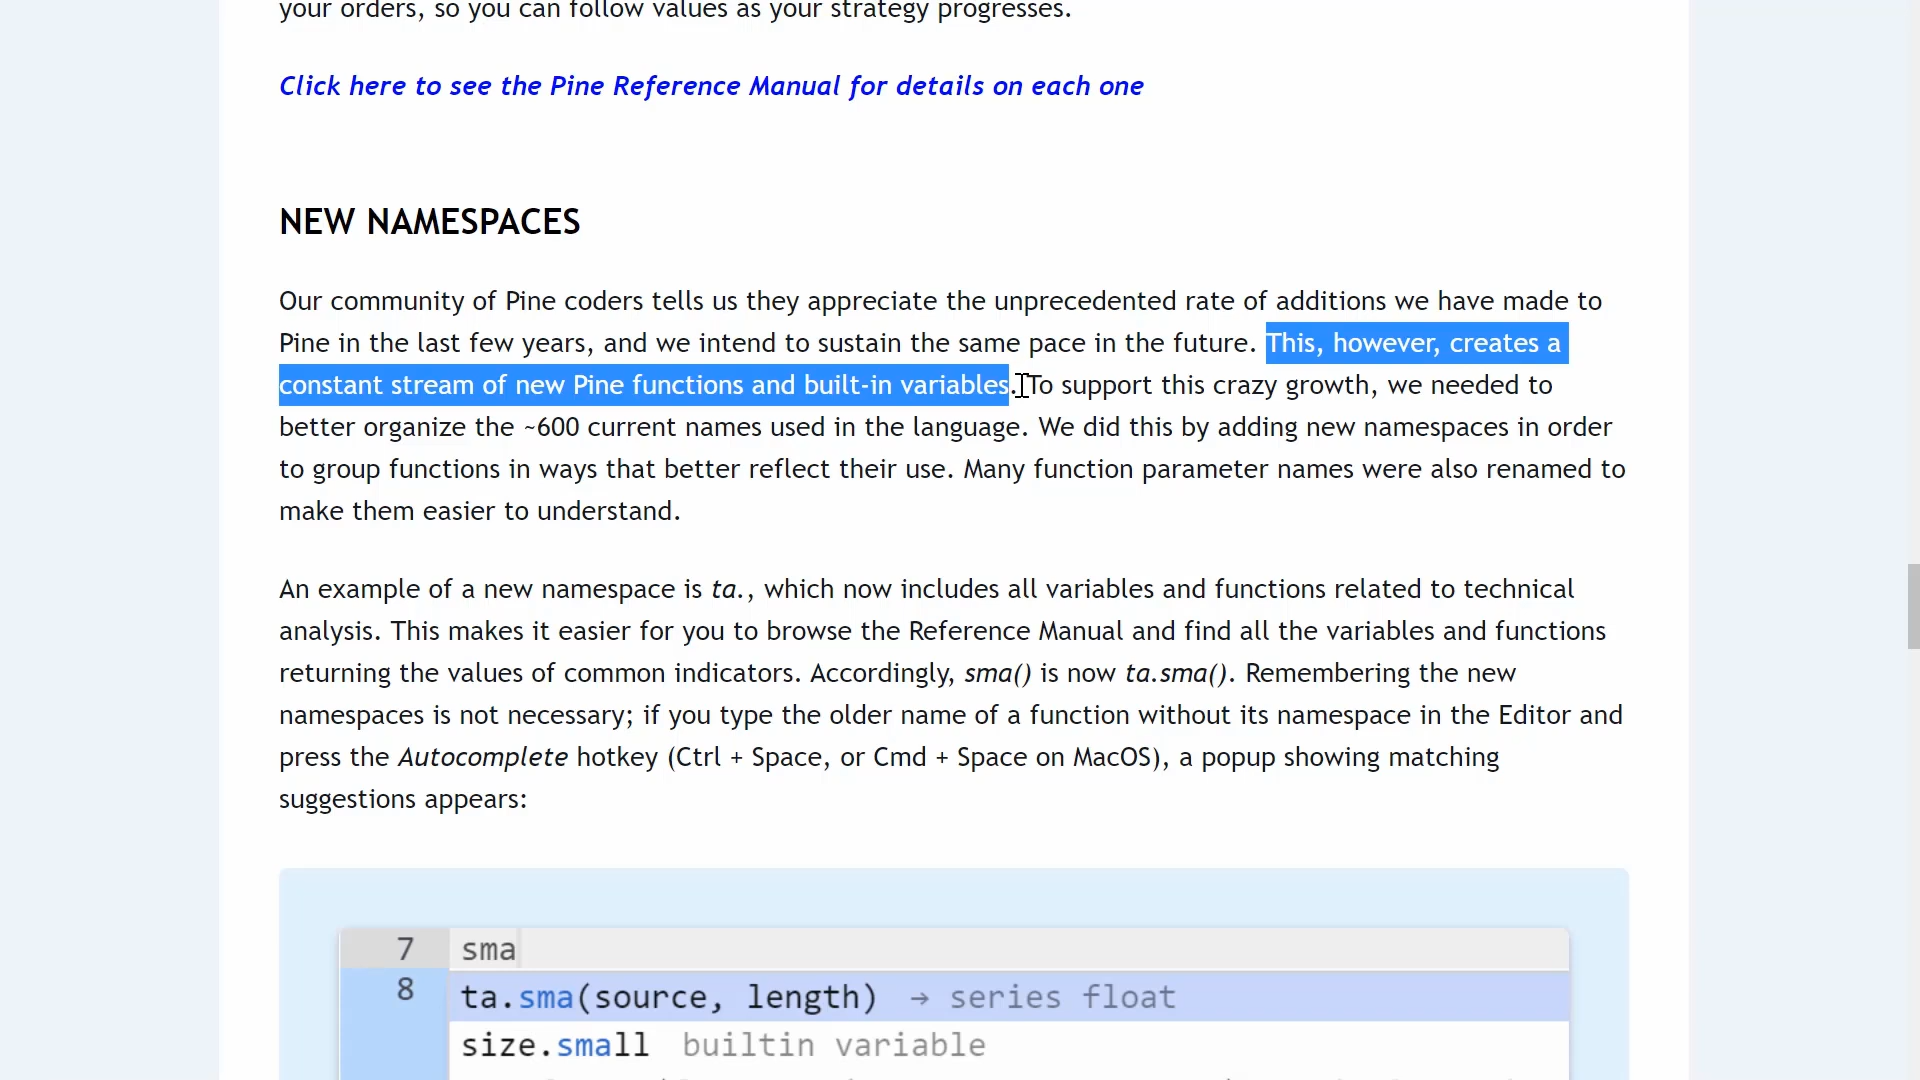 your orders, so you can follow values as your strategy progresses.
Click here to see the Pine Reference Manual for details on each one
NEW NAMESPACES
Our community of Pine coders tells us they appreciate the unprecedented rate of additions we have made to
Pine in the last few years, and we intend to sustain the same pace in the future. This, however, creates a
constant stream of new Pine functions and built-in variables. To support this crazy growth, we needed to
better organize the ~600 current names used in the language. We did this by adding new namespaces in order
to group functions in ways that better reflect their use. Many function parameter names were also renamed to
make them easier to understand.
An example of a new namespace is ta., which now includes all variables and functions related to technical
analysis. This makes it easier for you to browse the Reference Manual and find all the variables and functions
returning the values of common indicators. Accordingly, sma() is now ta.sma(). Remembering the new
namespaces is not necessary; if you type the older name of a function without its namespace in the Editor and
press the Autocomplete hotkey (Ctrl + Space, or Cmd + Space on MacOS), a popup showing matching
suggestions appears:
7 sma
8 ta.sma(source, length) → series float
size.small builtin variable